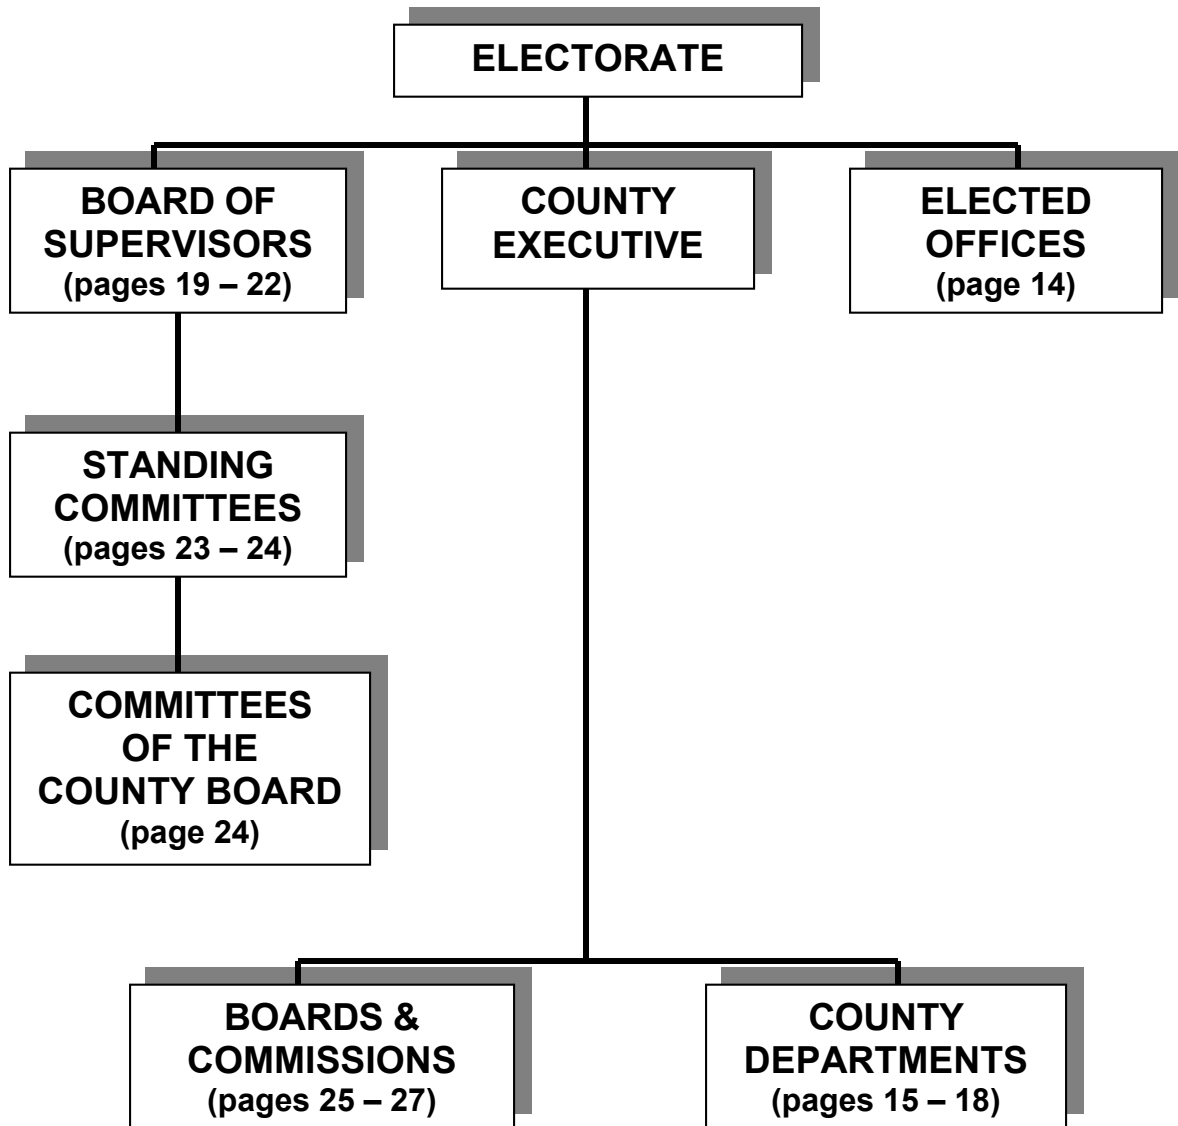 ELECTORATE
BOARD OF
SUPERVISORS
(pages 19 – 22)
COUNTY
EXECUTIVE
ELECTED
OFFICES
(page 14)
STANDING
COMMITTEES
(pages 23 – 24)
COMMITTEES
OF THE
COUNTY BOARD
(page 24)
BOARDS &
COMMISSIONS
(pages 25 – 27)
COUNTY
DEPARTMENTS
(pages 15 – 18)